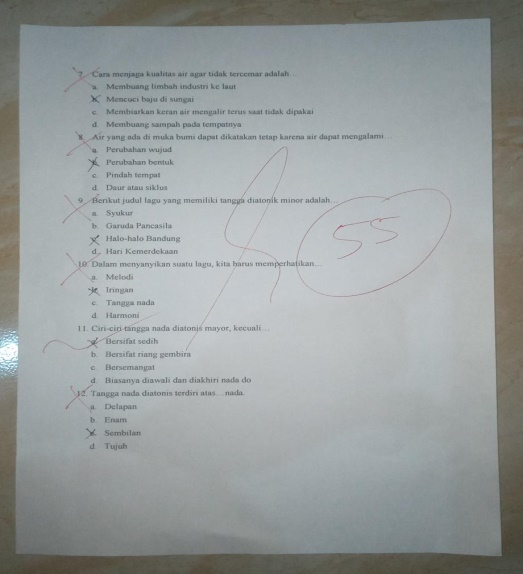 7. Cara menjaga kualitas air agar tidak tercemar adalah...
a. Membuang limbah industri ke laut
b. Mencuci baju di sungai
c. Membiarkan keran air mengalir terus saat tidak dipakai
d. Membuang sampah pada tempatnya
8. Air yang ada di muka bumi dapat dikatakan tetap karena air dapat mengalami...
a. Perubahan wujud
b. Perubahan bentuk
c. Pindah tempat
d. Daur atau siklus
9. Berikut judul lagu yang memiliki tangga diatonik minor adalah...
a. Syukur
b. Garuda Pancasila
c. Halo-halo Bandung
d. Hari Kemerdekaan
10. Dalam menyanyikan suatu lagu, kita harus memperhatikan...
a. Melodi
b. Iringan
c. Tangga nada
d. Harmoni
11. Ciri-ciri tangga nada diatonis mayor, kecuali...
a. Bersifat sedih
b. Bersifat riang gembira
c. Bersemangat
d. Biasanya diawali dan diakhiri nada do
12. Tangga nada diatonis terdiri atas... nada.
a. Delapan
b. Enam
c. Sembilan
d. Tujuh
55